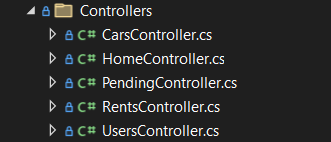 Controllers
C# CarsController.cs
C# HomeController.cs
C# PendingController.cs
C# RentsController.cs
C# UsersController.cs